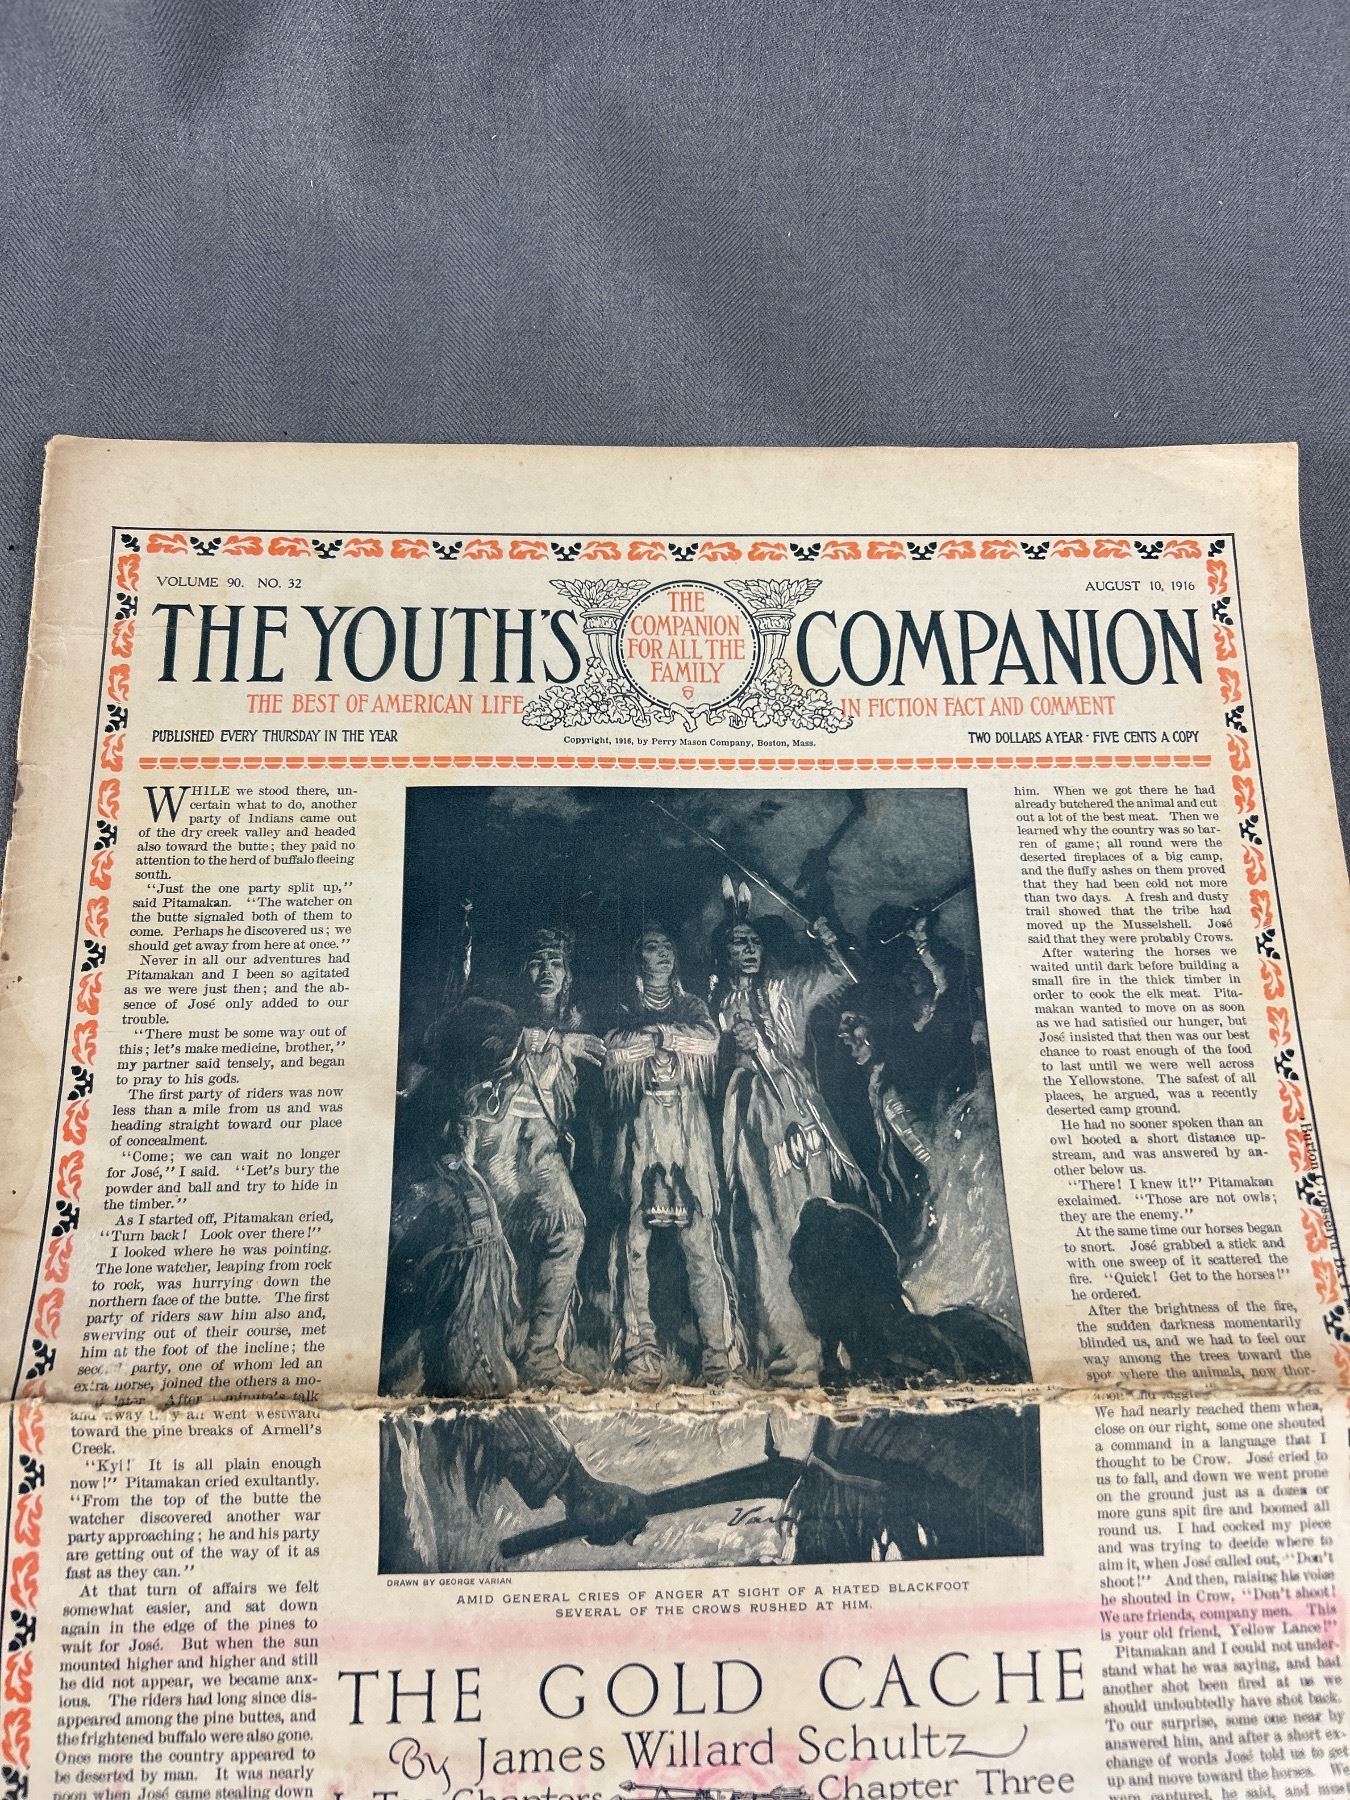 VOLUME 90. NO. 32
AUGUST 10, 1916
THE YOUTH'S COMPANION
THE
COMPANION
FOR ALL THE
FAMILY
THE BEST OF AMERICAN LIFE
IN FICTION FACT AND COMMENT
PUBLISHED EVERY THURSDAY IN THE YEAR
Copyright, 1916, by Perry Mason Company, Boston, Mass.
TWO DOLLARS A YEAR - FIVE CENTS A COPY
WHILE we stood there, un-
certain what to do, another
party of Indians came out
of the dry creek valley and headed
also toward the butte; they paid no
attention to the herd of buffalo fleeing
south.
"Just the one party split up,"
said Pitamakan. "The watcher on
the butte signaled both of them to
come. Perhaps he discovered us; we
should get away from here at once."
Never in all our adventures had
Pitamakan and I been so agitated
as we were just then; and the ab-
sence of José only added to our
trouble.
"There must be some way out of
this; let's make medicine, brother,"
my partner said tensely, and began
to pray to his gods.
The first party of riders was now
less than a mile from us and was
heading straight toward our place
of concealment.
"Come; we can wait no longer
for José," I said. "Let's bury the
powder and ball and try to hide in
the timber."
As I started off, Pitamakan cried,
"Turn back! Look over there!"
I looked where he was pointing.
The lone watcher, leaping from rock
to rock, was hurrying down the
northern face of the butte. The first
party of riders saw him also and,
swerving out of their course, met
him at the foot of the incline; the
party, one of whom led an
extra horse, joined the others a mo-
After a minute's talk
and away they all went westward
toward the pine breaks of Armell's
Creek.
"Kyi! It is all plain enough
now!" Pitamakan cried exultantly.
"From the top of the butte the
watcher discovered another war
party approaching; he and his party
are getting out of the way of it as
fast as they can."
At that turn of affairs we felt
somewhat easier, and sat down
again in the edge of the pines to
wait for José. But when the sun
mounted higher and higher and still
he did not appear, we became anx-
ious. The riders had long since dis-
appeared among the pine buttes, and
the frightened buffalo were also gone.
Once more the country appeared to
be deserted by man. It was nearly
noon when José came stealing down
DRAWN BY GEORGE VARIAN
AMID GENERAL CRIES OF ANGER AT SIGHT OF A HATED BLACKFOOT
SEVERAL OF THE CROWS RUSHED AT HIM.
THE GOLD CACHE
By James Willard Schultz
Chapters
Chapter Three
him. When we got there he had
already butchered the animal and cut
out a lot of the best meat. Then we
learned why the country was so bar-
ren of game; all round were the
deserted fireplaces of a big camp,
and the fluffy ashes on them proved
that they had been cold not more
than two days. A fresh and dusty
trail showed that the tribe had
moved up the Musselshell. José
said that they were probably Crows.
After watering the horses we
waited until dark before building a
small fire in the thick timber in
order to cook the elk meat. Pita-
makan wanted to move on as soon
as we had satisfied our hunger, but
José insisted that then was our best
chance to roast enough of the food
to last until we were well across
the Yellowstone. The safest of all
places, he argued, was a recently
deserted camp ground.
He had no sooner spoken than an
owl hooted a short distance up-
stream, and was answered by an-
other below us.
"There! I knew it!" Pitamakan
exclaimed. "Those are not owls;
they are the enemy."
At the same time our horses began
to snort. José grabbed a stick and
with one sweep of it scattered the
fire. "Quick! Get to the horses!"
he ordered.
After the brightness of the fire,
the sudden darkness momentarily
blinded us, and we had to feel our
way among the trees toward the
spot where the animals, now thor-
We had nearly reached them when,
close on our right, some one shouted
a command in a language that I
thought to be Crow. José cried to
us to fall, and down we went prone
on the ground just as a dozen or
more guns spit fire and boomed all
round us. I had cocked my piece
and was trying to decide where to
aim it, when José called out, "Don't
shoot!" And then, raising his voice
he shouted in Crow, "Don't shoot!
We are friends, company men. This
is your old friend, Yellow Lance!"
Pitamakan and I could not under-
stand what he was saying, and had
another shot been fired at us we
should undoubtedly have shot back.
To our surprise, some one near by
answered him, and after a short ex-
change of words José told us to get
up and move toward the horses. We
were captured, he said, and must
Burton
Josselyn